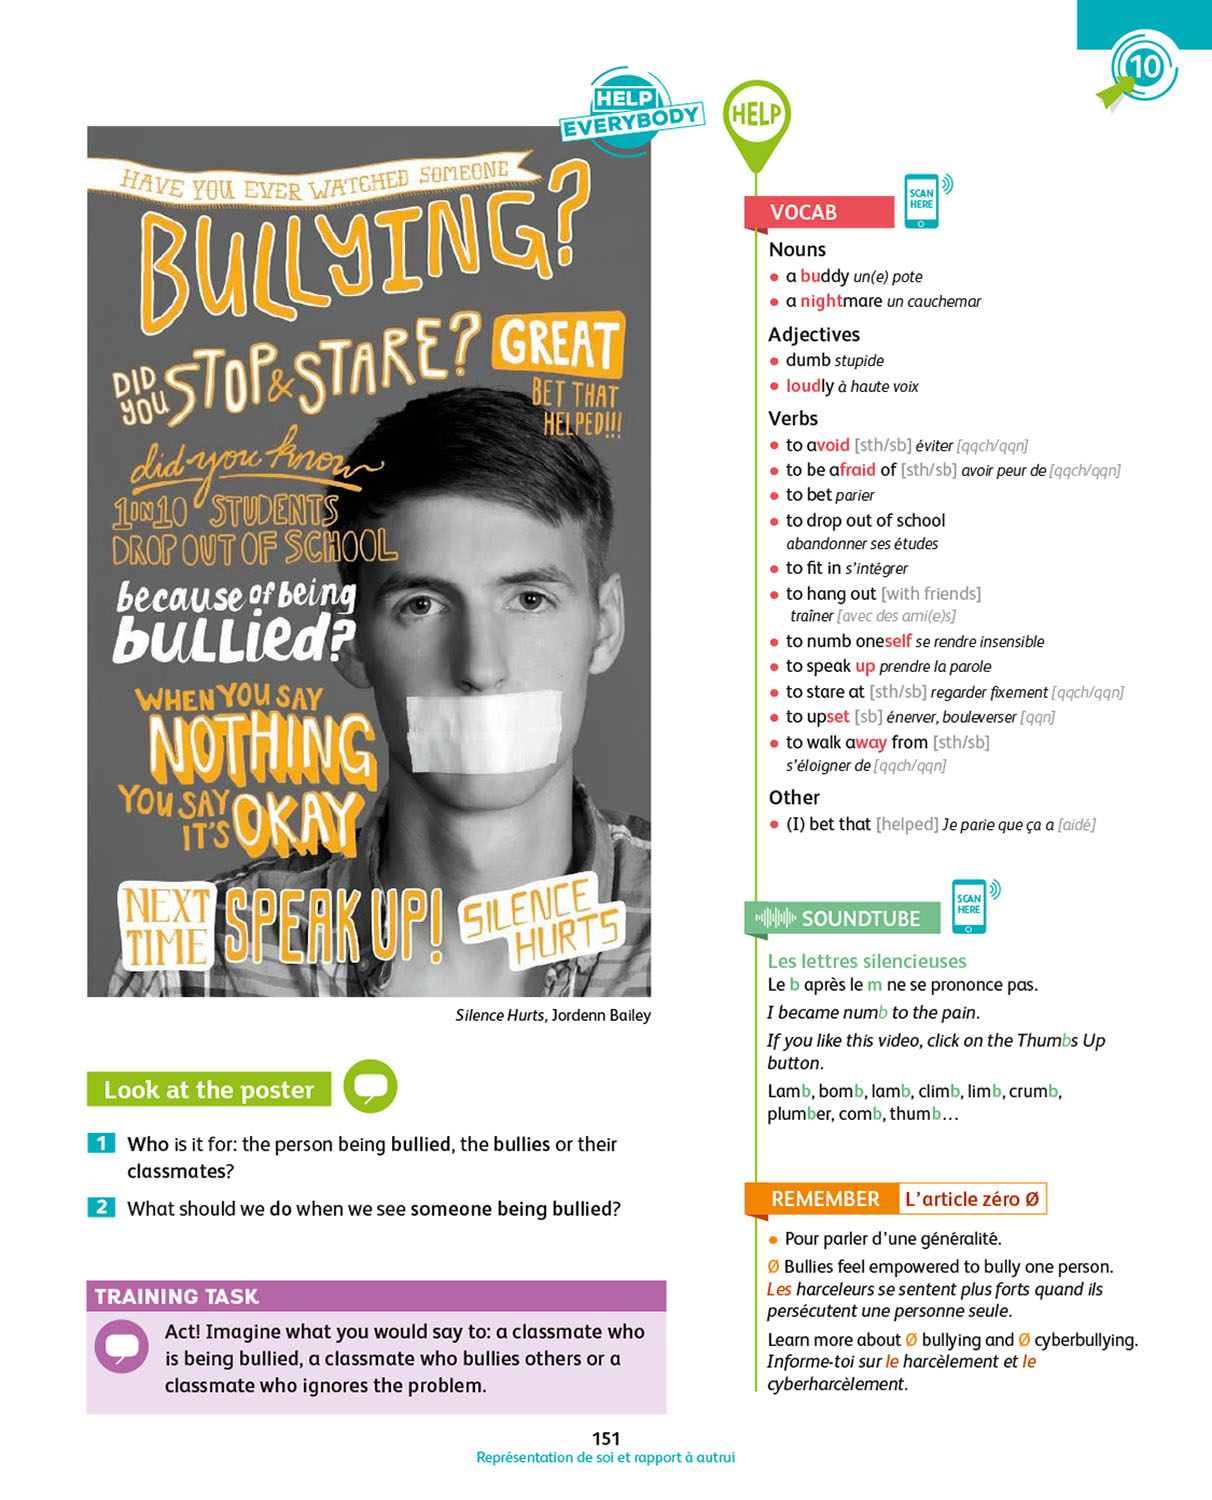 10
HELP
EVERYBODY
HELP
HAVE YOU EVER WATCHED SOMEONE
BULLYING?
DID YOU STOP & STARE? GREAT
BET THAT
HELPED!!!
did you know
1 IN 10 STUDENTS
DROP OUT OF SCHOOL
because of being
bullied?
WHEN YOU SAY
NOTHING
YOU SAY
IT'S OKAY
NEXT
TIME
SPEAK UP!
SILENCE
HURTS
Silence Hurts, Jordenn Bailey
Look at the poster
1 Who is it for: the person being bullied, the bullies or their
classmates?
2 What should we do when we see someone being bullied?
TRAINING TASK
Act! Imagine what you would say to: a classmate who
is being bullied, a classmate who bullies others or a
classmate who ignores the problem.
VOCAB
SCAN
HERE
Nouns
• a buddy un(e) pote
• a nightmare un cauchemar
Adjectives
• dumb stupide
• loudly à haute voix
Verbs
• to avoid [sth/sb] éviter [qqch/qqn]
• to be afraid of [sth/sb] avoir peur de [qqch/qqn]
• to bet parier
• to drop out of school
abandonner ses études
• to fit in s'intégrer
• to hang out [with friends]
traîner [avec des ami(e)s]
• to numb oneself se rendre insensible
• to speak up prendre la parole
• to stare at [sth/sb] regarder fixement [qqch/qqn]
• to upset [sb] énerver, bouleverser [qqn]
• to walk away from [sth/sb]
s'éloigner de [qqch/qqn]
Other
• (I) bet that [helped] Je parie que ça a [aidé]
SOUNDTUBE
SCAN
HERE
Les lettres silencieuses
Le b après le m ne se prononce pas.
I became numb to the pain.
If you like this video, click on the Thumbs Up
button.
Lamb, bomb, lamb, climb, limb, crumb,
plumber, comb, thumb...
REMEMBER L'article zéro Ø
• Pour parler d'une généralité.
Ø Bullies feel empowered to bully one person.
Les harceleurs se sentent plus forts quand ils
persécutent une personne seule.
Learn more about Ø bullying and Ø cyberbullying.
Informe-toi sur le harcèlement et le
cyberharcèlement.
151
Représentation de soi et rapport à autrui